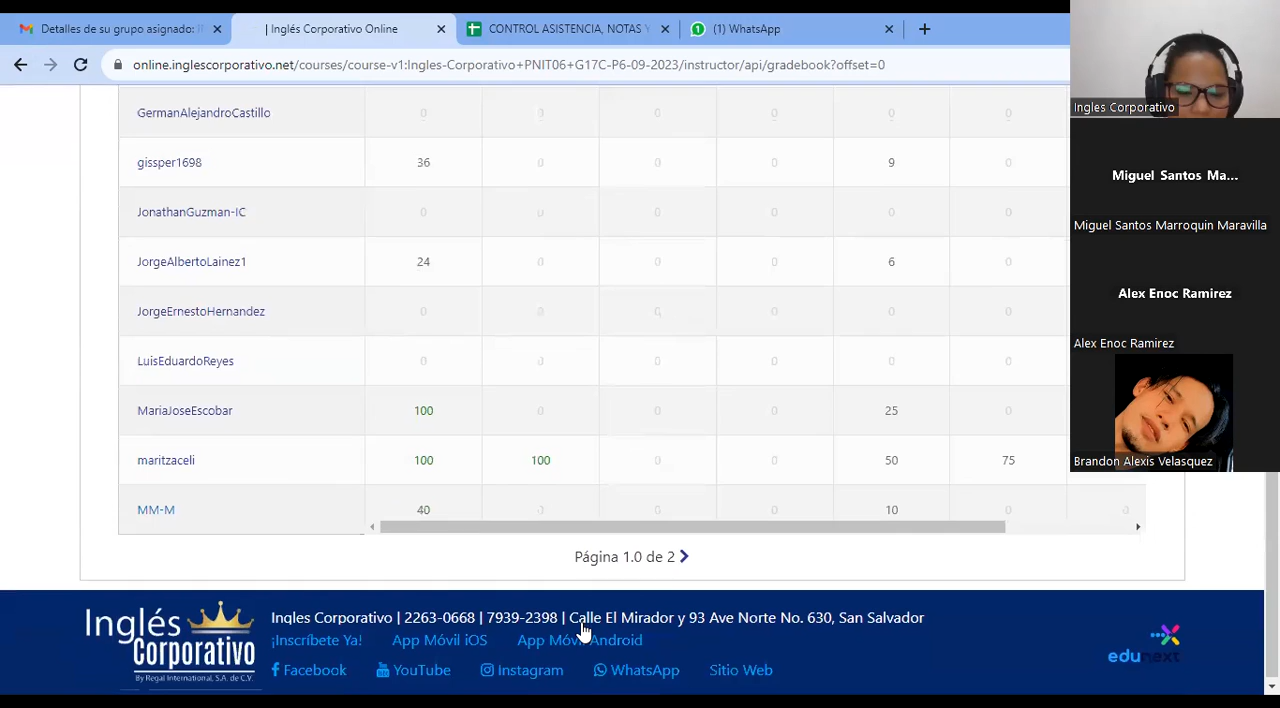 Detalles de su grupo asignado: I
| Inglés Corporativo Online
CONTROL ASISTENCIA, NOTAS Y
(1) WhatsApp
online.inglescorporativo.net/courses/course-v1:Ingles-Corporativo+PNIT06+G17C-P6-09-2023/instructor/api/gradebook?offset=0
GermanAlejandroCastillo 0 0 0 0 0 0
gissper1698 36 0 0 0 9 0
JonathanGuzman-IC 0 0 0 0 0 0
JorgeAlbertoLainez1 24 0 0 0 6 0
JorgeErnestoHernandez 0 0 0 0 0 0
LuisEduardoReyes 0 0 0 0 0 0
MariaJoseEscobar 100 0 0 0 25 0
maritzaceli 100 100 0 0 50 75
MM-M 40 0 0 0 10 0 0
Página 1.0 de 2
Inglés
Corporativo
By Regal International, S.A. de C.V.
Ingles Corporativo | 2263-0668 | 7939-2398 | Calle El Mirador y 93 Ave Norte No. 630, San Salvador
¡Inscríbete Ya! App Móvil iOS App Móvil Android
Facebook YouTube Instagram WhatsApp Sitio Web
edunext
Ingles Corporativo
Miguel Santos Ma...
Miguel Santos Marroquin Maravilla
Alex Enoc Ramirez
Alex Enoc Ramirez
Brandon Alexis Velasquez